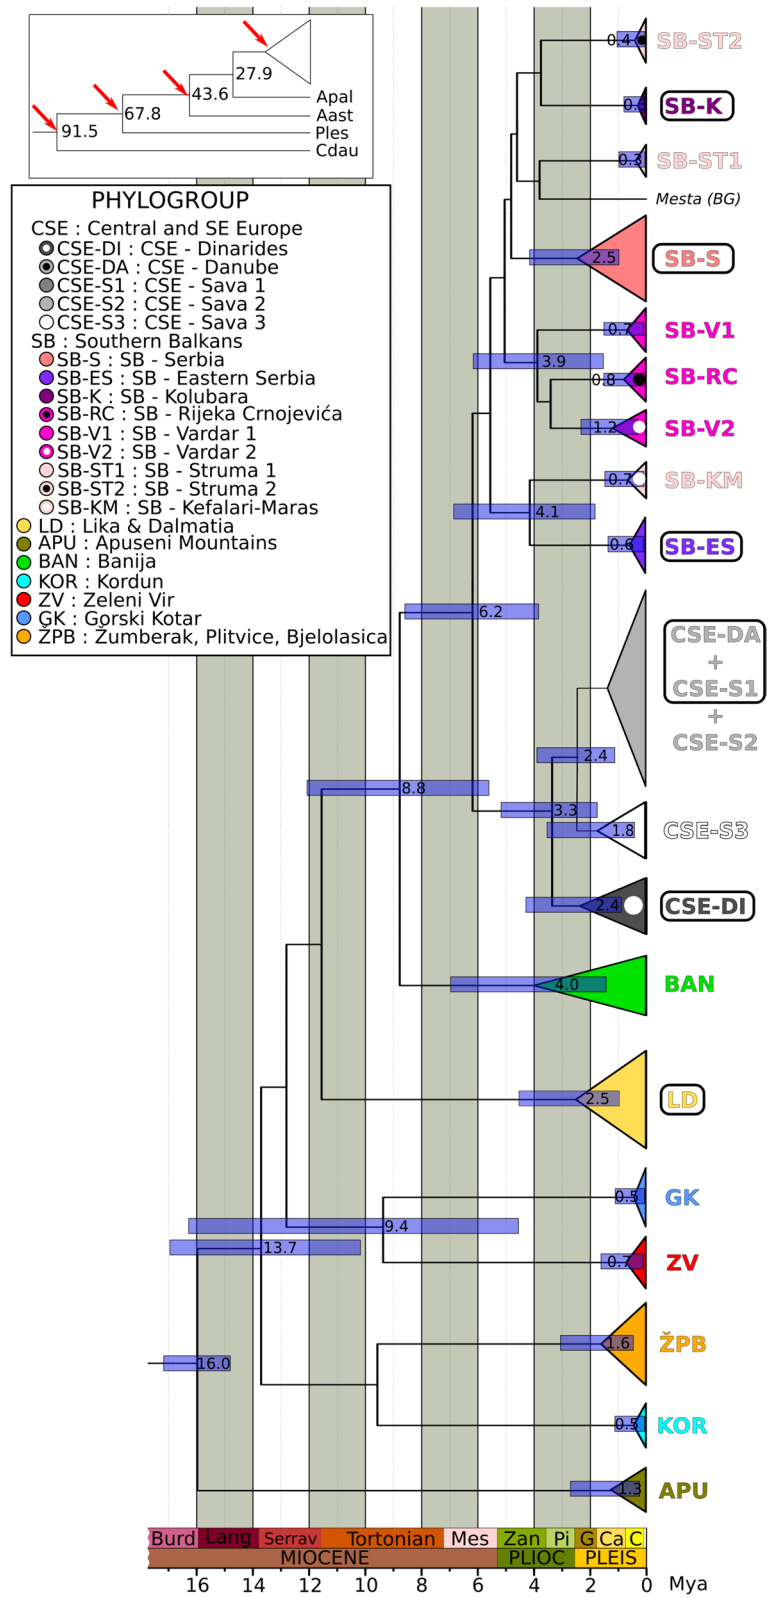 27.9
43.6
67.8
91.5
Apal
Aast
Ples
Cdau
PHYLOGROUP
CSE : Central and SE Europe
CSE-DI : CSE - Dinarides
CSE-DA : CSE - Danube
CSE-S1 : CSE - Sava 1
CSE-S2 : CSE - Sava 2
CSE-S3 : CSE - Sava 3
SB : Southern Balkans
SB-S : SB - Serbia
SB-ES : SB - Eastern Serbia
SB-K : SB - Kolubara
SB-RC : SB - Rijeka Crnojevića
SB-V1 : SB - Vardar 1
SB-V2 : SB - Vardar 2
SB-ST1 : SB - Struma 1
SB-ST2 : SB - Struma 2
SB-KM : SB - Kefalari-Maras
LD : Lika & Dalmatia
APU : Apuseni Mountains
BAN : Banija
KOR : Kordun
ZV : Zeleni Vir
GK : Gorski Kotar
ŽPB : Žumberak, Plitvice, Bjelolasica
0.4 SB-ST2
SB-K
0.3 SB-ST1
Mesta (BG)
2.5 SB-S
0.7 SB-V1
3.9
0.8 SB-RC
1.2 SB-V2
0.7 SB-KM
4.1
0.6 SB-ES
6.2
CSE-DA
+
CSE-S1
+
CSE-S2
2.4
8.8
3.3
1.8 CSE-S3
2.4 CSE-DI
4.0 BAN
2.5 LD
0.5 GK
9.4
13.7
0.7 ZV
1.6 ŽPB
16.0
0.5 KOR
1.3 APU
Burd Lang Serrav Tortonian Mes Zan Pi G Ca C
MIOCENE PLIOC PLEIS
16 14 12 10 8 6 4 2 0 Mya